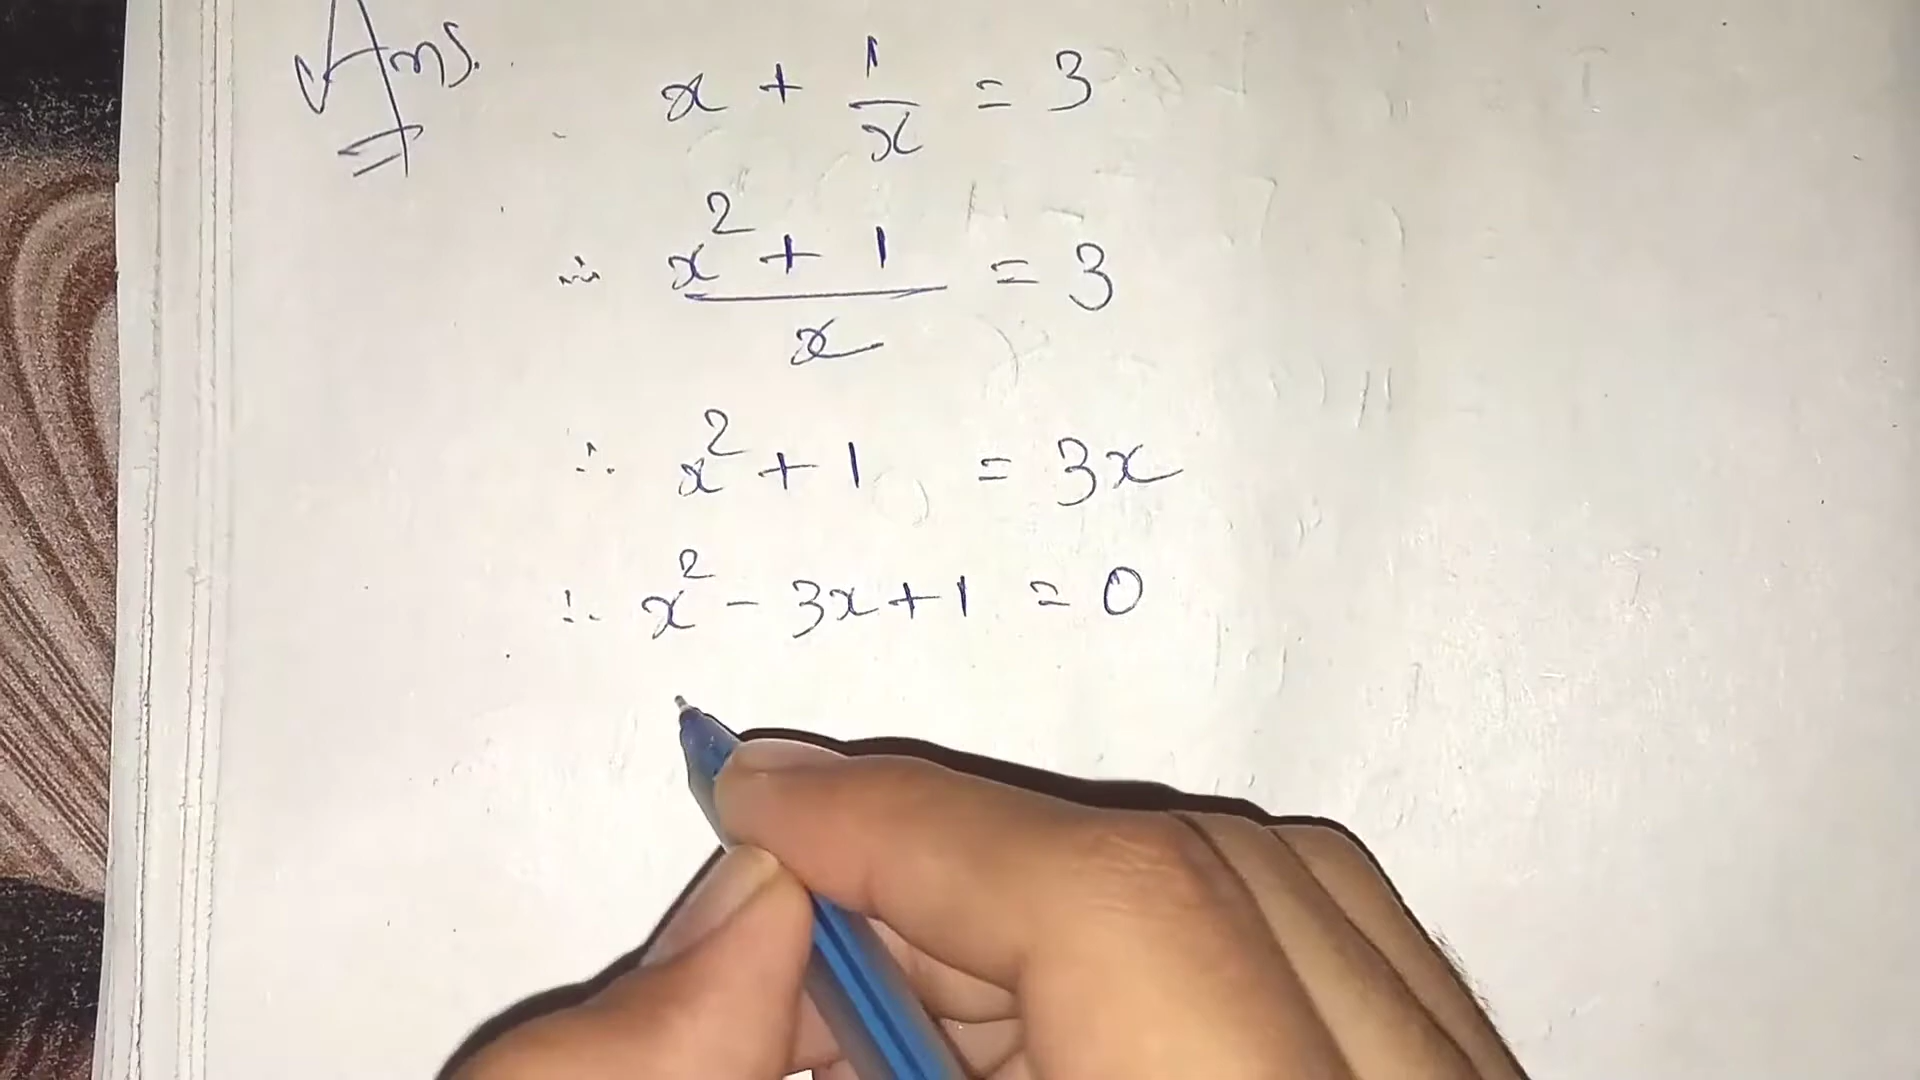 Ans. x + 1/x = 3
∴ x² + 1 / x = 3
∴ x² + 1 = 3x
∴ x² - 3x + 1 = 0